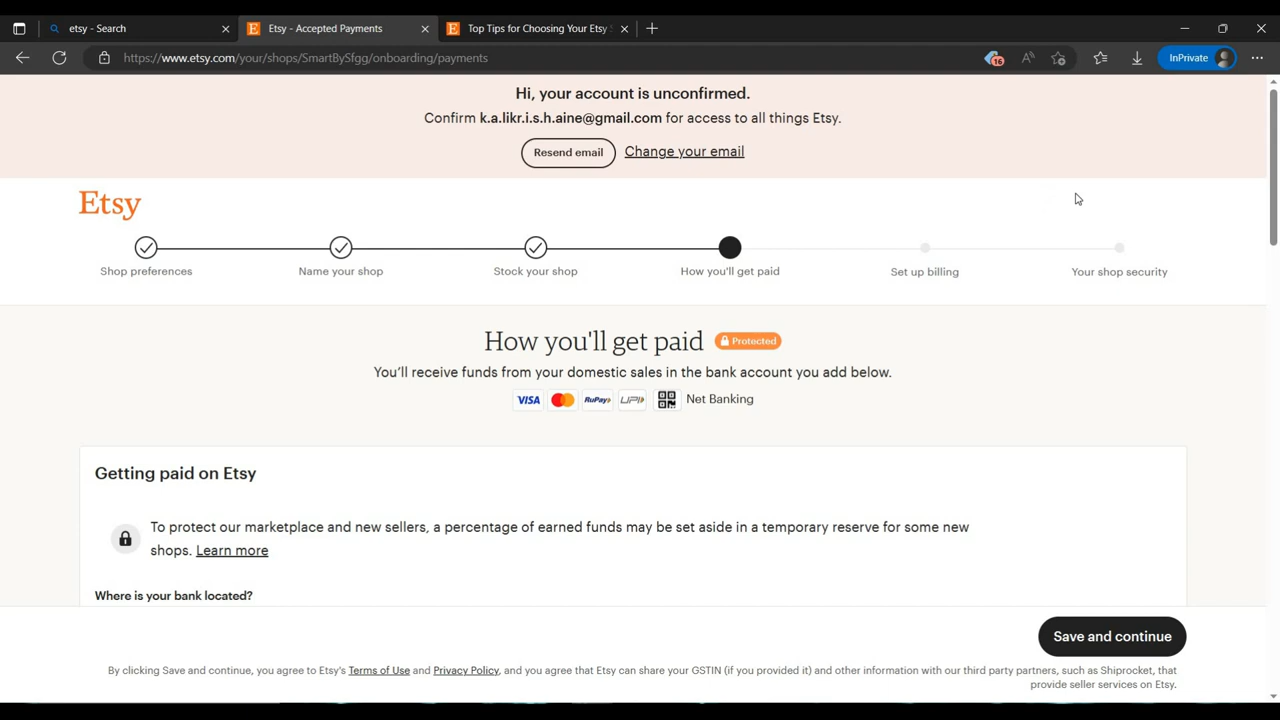 etsy - Search
Etsy - Accepted Payments
Top Tips for Choosing Your Etsy
https://www.etsy.com/your/shops/SmartBySfgg/onboarding/payments
16
InPrivate
Hi, your account is unconfirmed.
Confirm k.a.likr.i.s.h.aine@gmail.com for access to all things Etsy.
Resend email Change your email
Etsy
Shop preferences Name your shop Stock your shop How you'll get paid Set up billing Your shop security
How you'll get paid Protected
You'll receive funds from your domestic sales in the bank account you add below.
VISA RuPay UPI Net Banking
Getting paid on Etsy
To protect our marketplace and new sellers, a percentage of earned funds may be set aside in a temporary reserve for some new
shops. Learn more
Where is your bank located?
Save and continue
By clicking Save and continue, you agree to Etsy's Terms of Use and Privacy Policy, and you agree that Etsy can share your GSTIN (if you provided it) and other information with our third party partners, such as Shiprocket, that
provide seller services on Etsy.